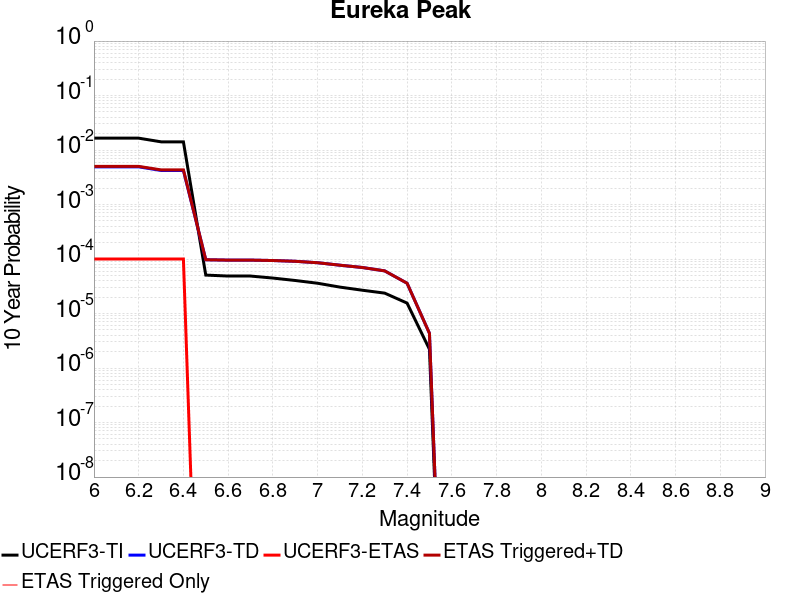 Eureka Peak
10 Year Probability
10^0
10^-1
10^-2
10^-3
10^-4
10^-5
10^-6
10^-7
10^-8
6 6.2 6.4 6.6 6.8 7 7.2 7.4 7.6 7.8 8 8.2 8.4 8.6 8.8 9
Magnitude
UCERF3-TI UCERF3-TD UCERF3-ETAS ETAS Triggered+TD
ETAS Triggered Only